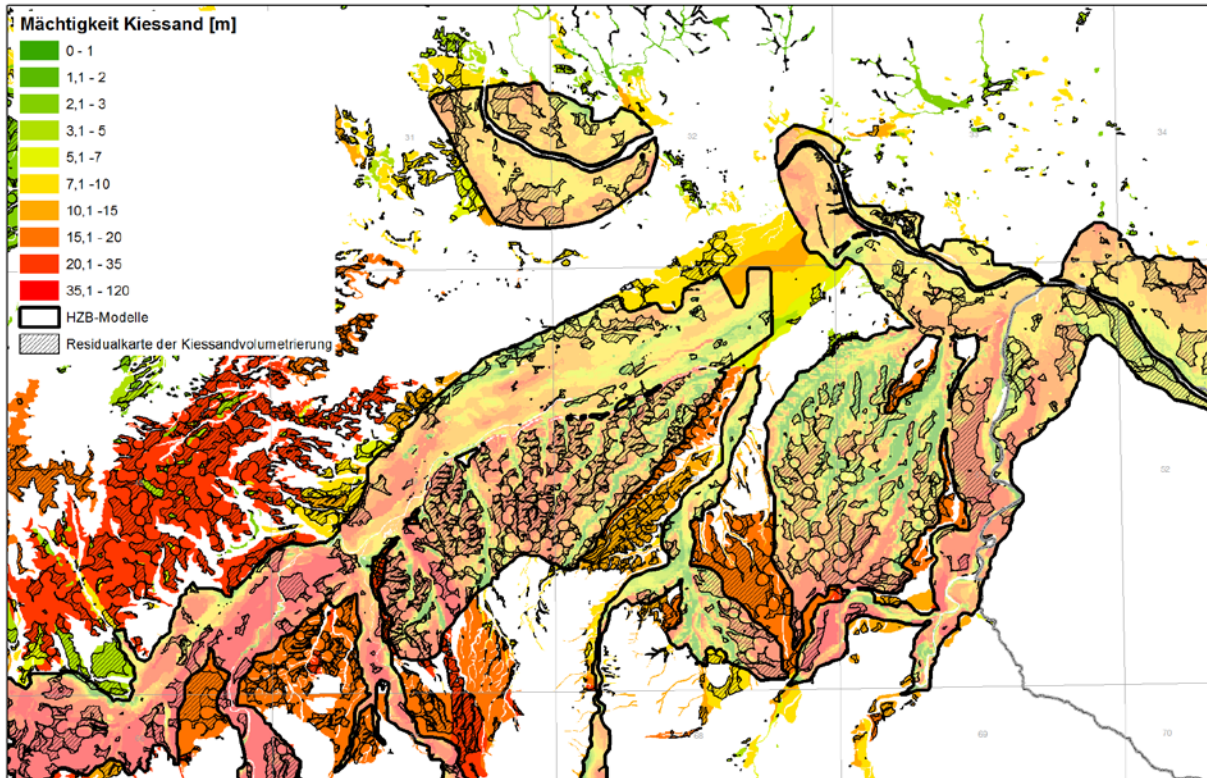 Mächtigkeit Kiessand [m]
0 - 1
1,1 - 2
2,1 - 3
3,1 - 5
5,1 - 7
7,1 - 10
10,1 - 15
15,1 - 20
20,1 - 35
35,1 - 120
HZB-Modelle
Residualkarte der Kiessandvolumetrierung
31
32
33
34
52
68
69
70